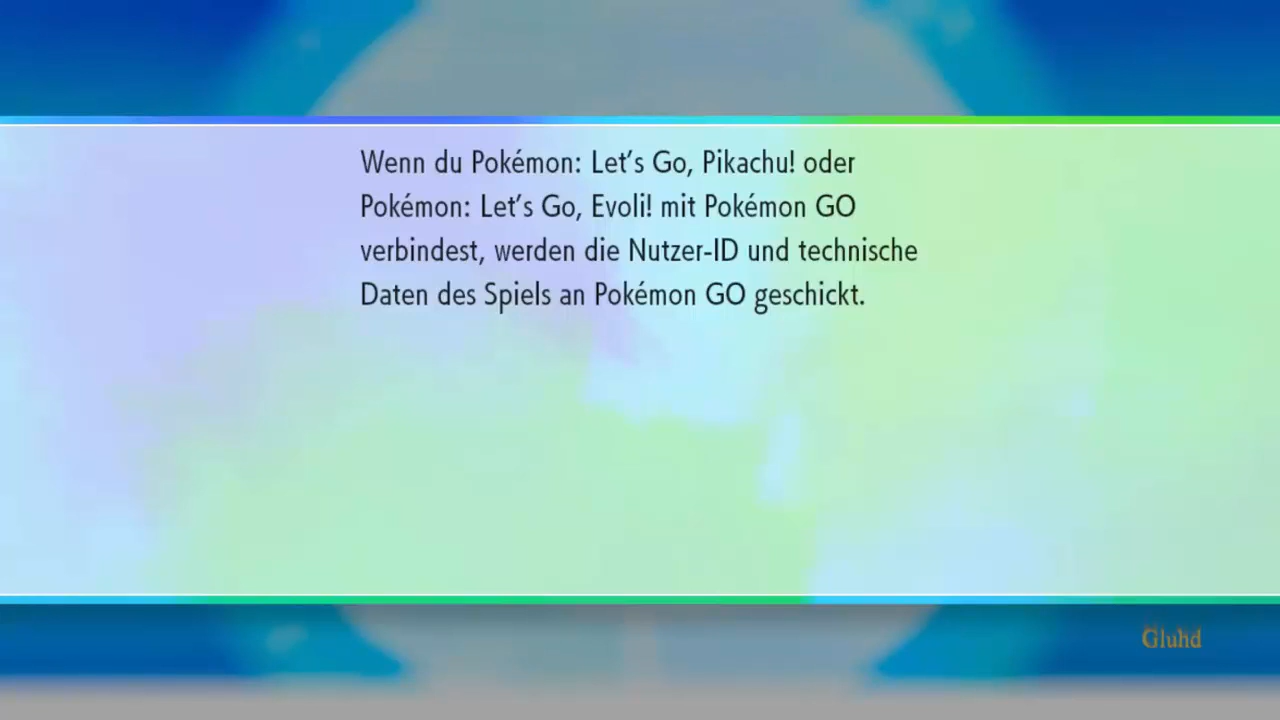 Wenn du Pokémon: Let's Go, Pikachu! oder
Pokémon: Let's Go, Evoli! mit Pokémon GO
verbindest, werden die Nutzer-ID und technische
Daten des Spiels an Pokémon GO geschickt.
Gluhd